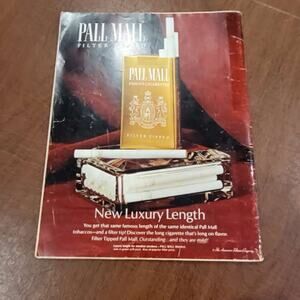 PALL MALL
FILTER TIPPED
PALL MALL
FAMOUS CIGARETTES
FILTER TIPPED
New Luxury Length
You get that same famous length of the same identical Pall Mall
tobaccos—and a filter tip! Discover the long cigarette that's long on flavor.
Filter Tipped Pall Mall. Outstanding...and they are mild!